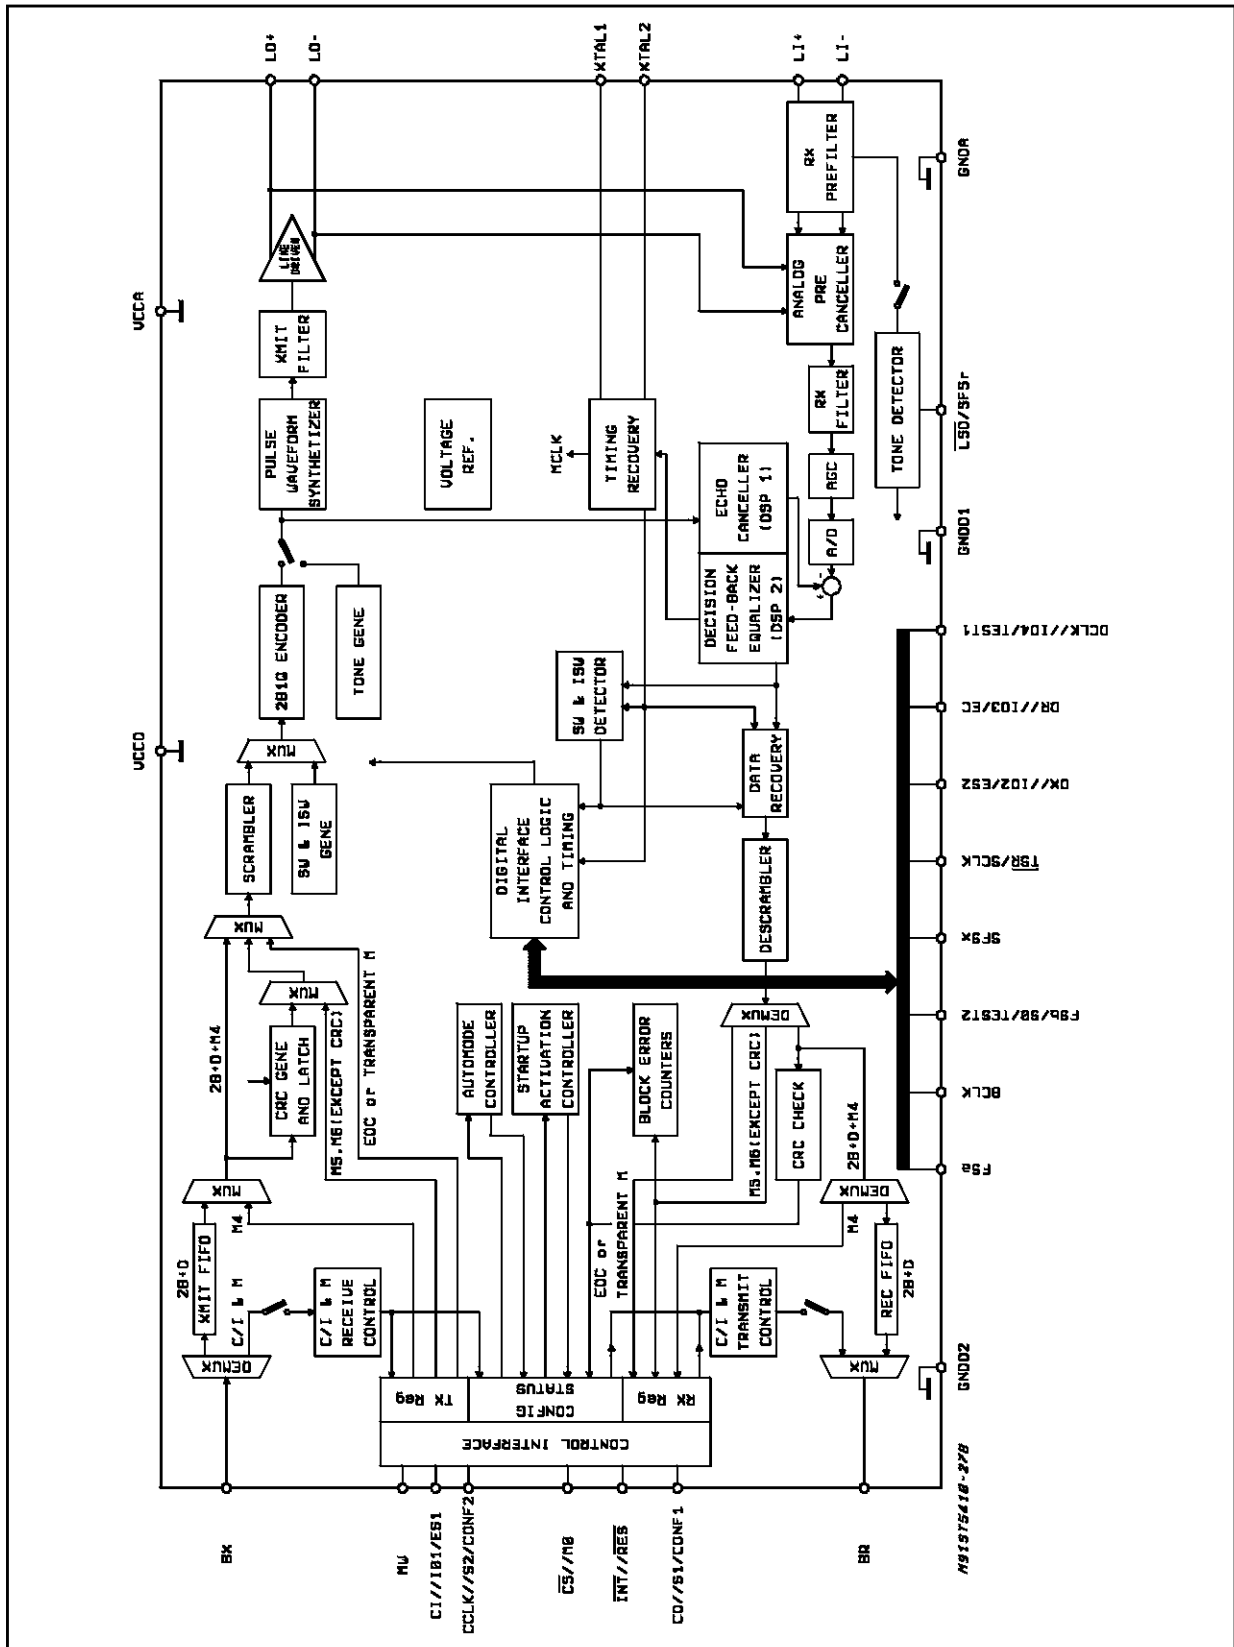 LO+
LO-
XTAL1
XTAL2
LI+
LI-
VCCA
LINE
DRIVER
RX
PREFILTER
GNDA
XMIT
FILTER
ANALOG
PRE
CANCELLER
PULSE
WAVEFORM
SYNTHETIZER
VOLTAGE
REF.
MCLK
TIMING
RECOVERY
RX
FILTER
TONE DETECTOR
LSD/SFSr
ECHO
CANCELLER
(DSP 1)
AGC
A/D
GNDD1
2B1Q ENCODER
TONE GENE
DECISION
FEED-BACK
EQUALIZER
(DSP 2)
-
+
DCLK//IO4/TEST1
SW & ISW
DETECTOR
DR//IO3/EC
VCCD
MUX
DATA
RECOVERY
DX//IO2/ES2
SCRAMBLER
SW & ISW
GENE
DIGITAL
INTERFACE
CONTROL LOGIC
AND TIMING
DESCRAMBLER
TSR/SCLK
MUX
SFSx
2B+D+M4
MUX
M5.M6(EXCEPT CRC)
EOC or TRANSPARENT M
CRC GENE
AND LATCH
AUTOMODE
CONTROLLER
STARTUP
ACTIVATION
CONTROLLER
BLOCK ERROR
COUNTERS
DEMUX
M5.M6(EXCEPT CRC)
CRC CHECK
2B+D+M4
FSb/S0/TEST2
BCLK
MUX
DEMUX
FSa
2B+D
XMIT FIFO
M4
C/I & M
C/I & M
RECEIVE
CONTROL
EOC or
TRANSPARENT M
C/I & M
TRANSMIT
CONTROL
M4
REC FIFO
2B+D
DEMUX
MUX
GNDD2
TX Reg
STATUS
CONFIG
RX Reg
CONTROL INTERFACE
BX
MW
CI//IO1/ES1
CCLK//S2/CONF2
CS//M0
INT//RES
CO//S1/CONF1
BR
M91ST5410-27B